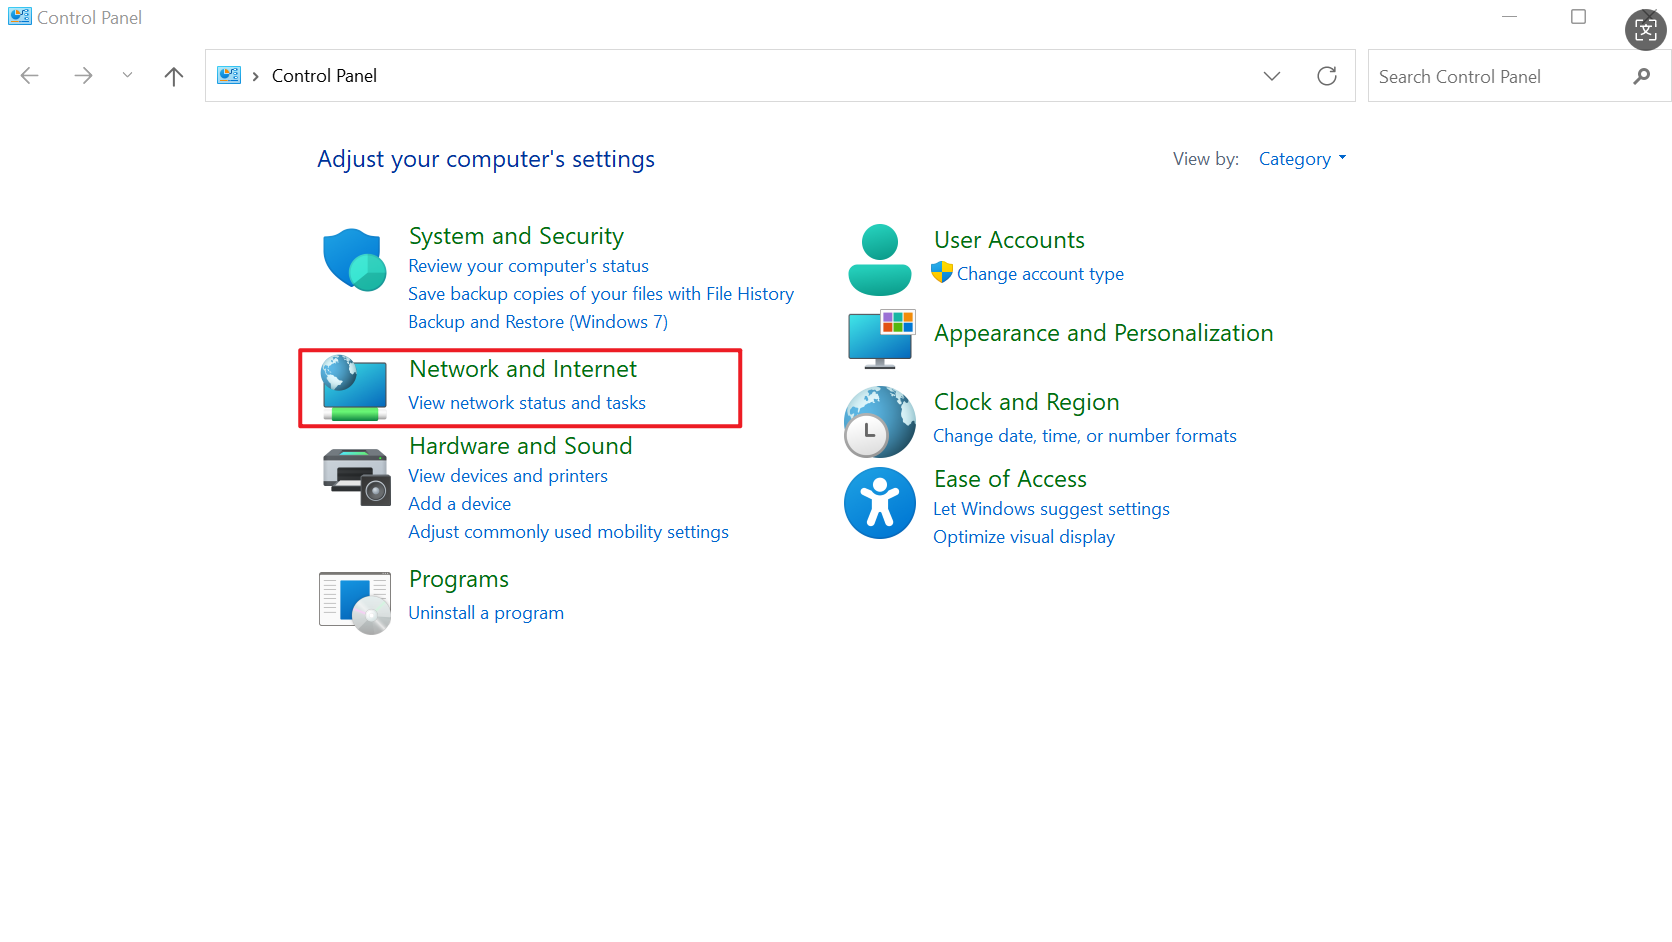 Control Panel
Control Panel
Search Control Panel
Adjust your computer's settings
View by: Category
System and Security
Review your computer's status
Save backup copies of your files with File History
Backup and Restore (Windows 7)
Network and Internet
View network status and tasks
Hardware and Sound
View devices and printers
Add a device
Adjust commonly used mobility settings
Programs
Uninstall a program
User Accounts
Change account type
Appearance and Personalization
Clock and Region
Change date, time, or number formats
Ease of Access
Let Windows suggest settings
Optimize visual display
文